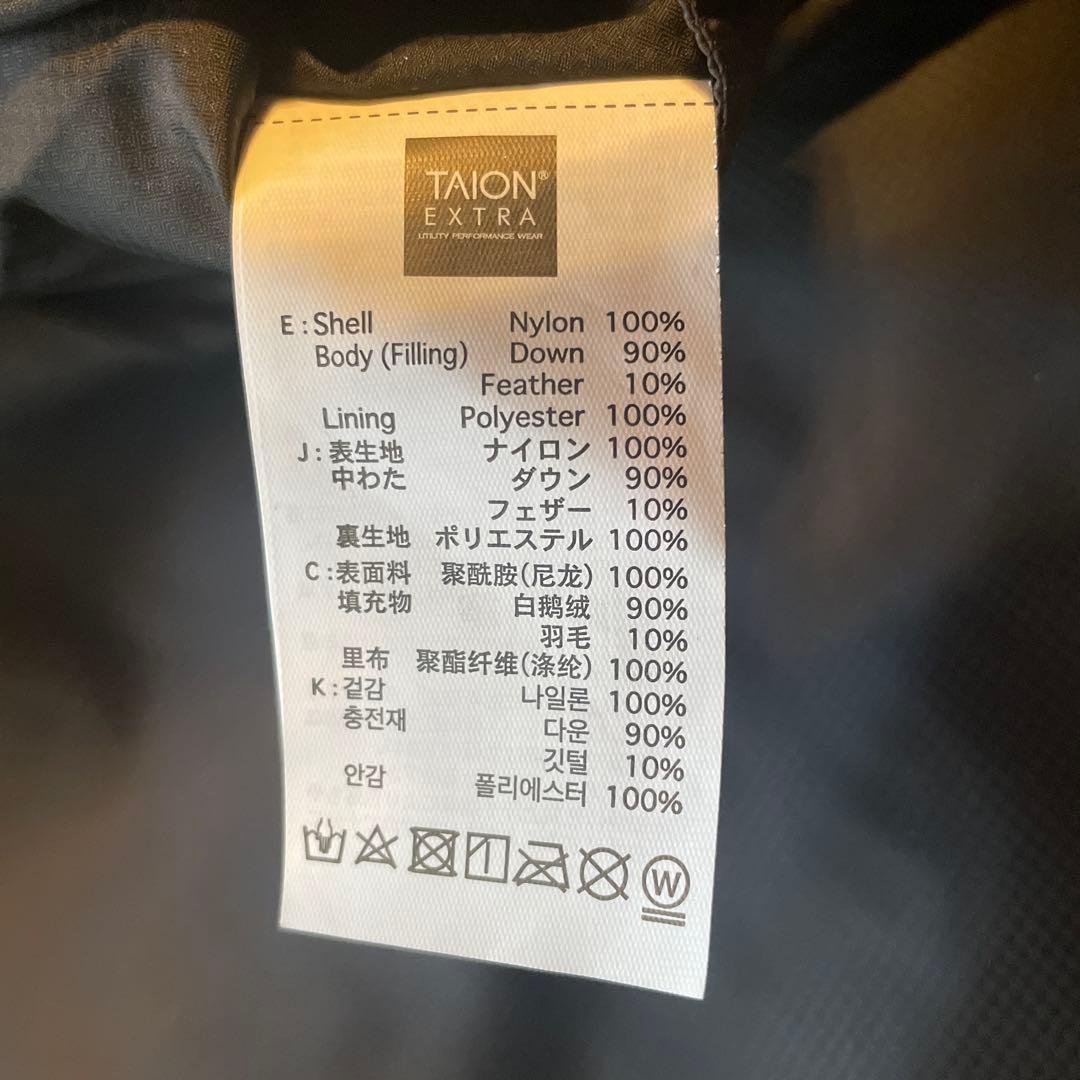 TAION®
EXTRA
UTILITY PERFORMANCE WEAR
E : Shell Nylon 100%
Body (Filling) Down 90%
Feather 10%
Lining Polyester 100%
J : 表生地 ナイロン 100%
中わた ダウン 90%
フェザー 10%
裏生地 ポリエステル 100%
C : 表面料 聚酰胺(尼龙) 100%
填充物 白鹅绒 90%
羽毛 10%
里布 聚酯纤维(涤纶) 100%
K : 겉감 나일론 100%
충전재 다운 90%
깃털 10%
안감 폴리에스터 100%
W